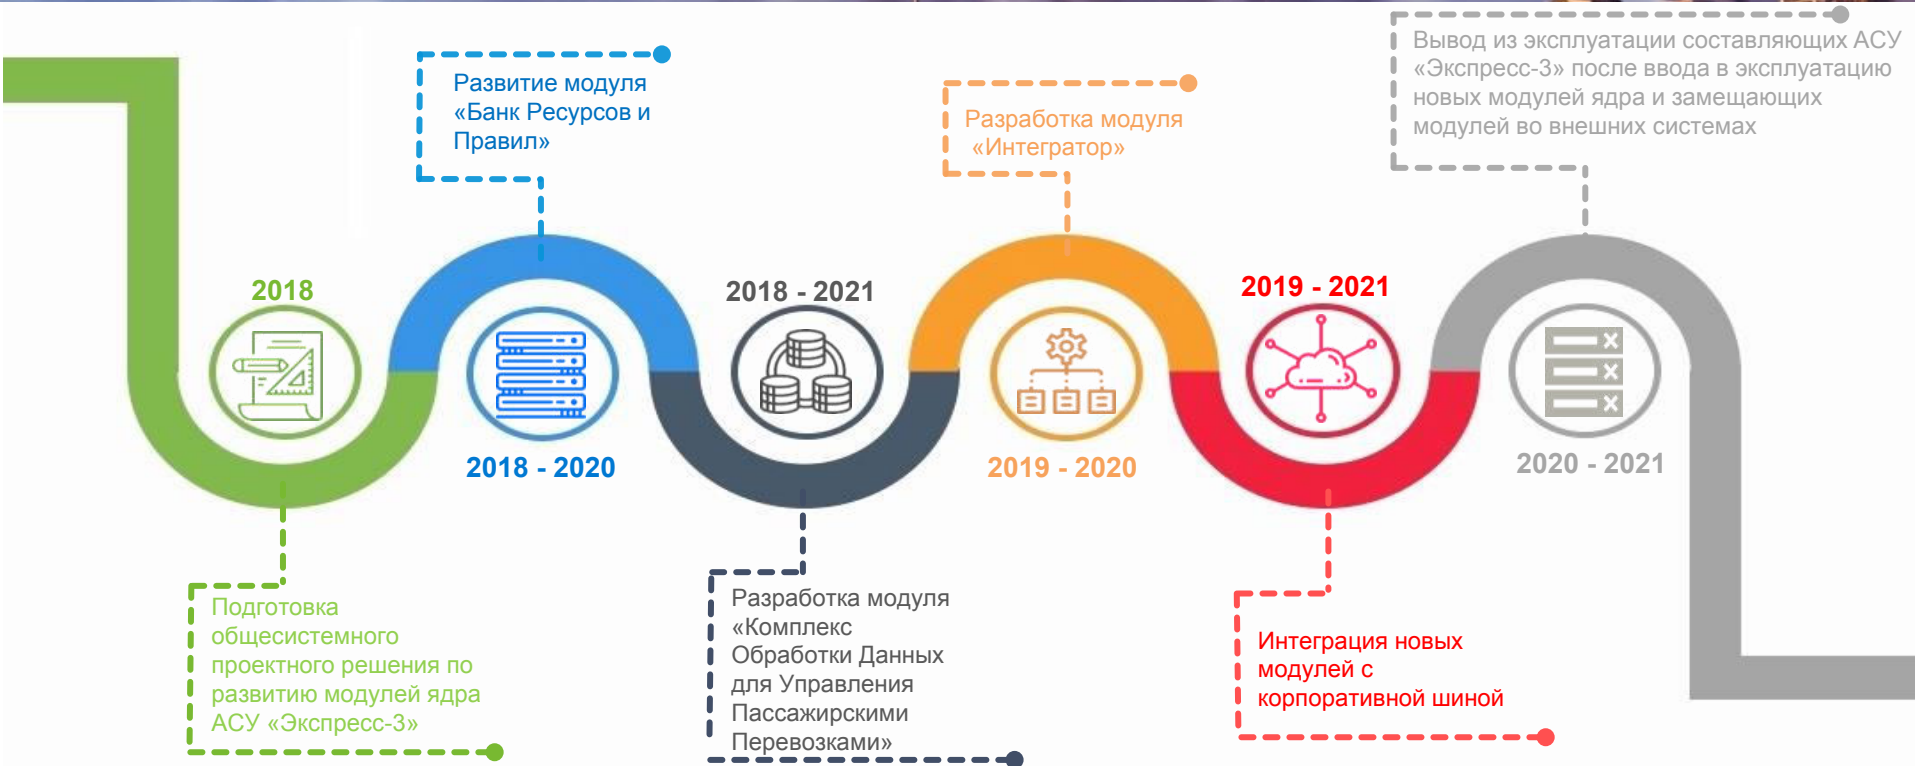 2018
Подготовка
общесистемного
проектного решения по
развитию модулей ядра
АСУ «Экспресс-3»
Развитие модуля
«Банк Ресурсов и
Правил»
2018 - 2020
2018 - 2021
Разработка модуля
«Комплекс
Обработки Данных
для Управления
Пассажирскими
Перевозками»
Разработка модуля
«Интегратор»
2019 - 2020
2019 - 2021
Интеграция новых
модулей с
корпоративной шиной
Вывод из эксплуатации составляющих АСУ
«Экспресс-3» после ввода в эксплуатацию
новых модулей ядра и замещающих
модулей во внешних системах
2020 - 2021